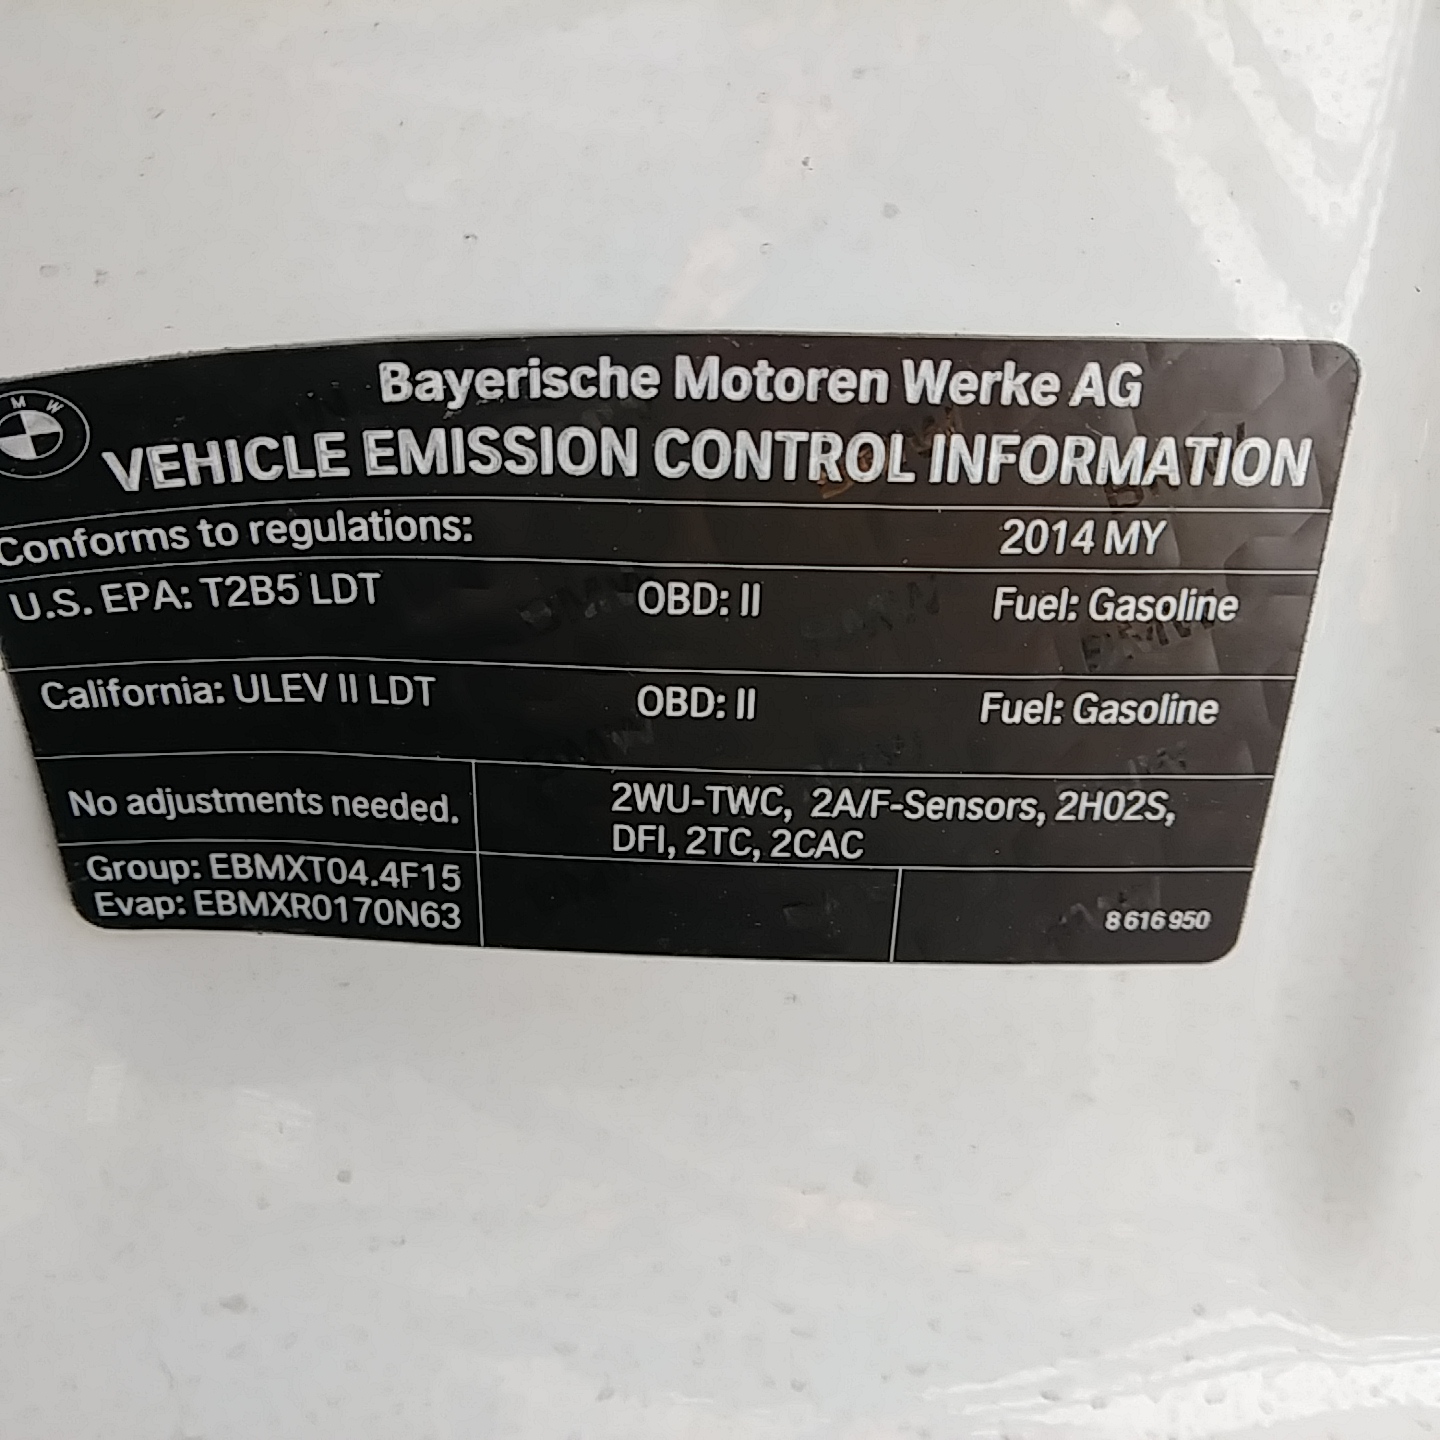 M W
Bayerische Motoren Werke AG
VEHICLE EMISSION CONTROL INFORMATION
Conforms to regulations: 2014 MY
U.S. EPA: T2B5 LDT OBD: II Fuel: Gasoline
California: ULEV II LDT OBD: II Fuel: Gasoline
No adjustments needed. 2WU-TWC, 2A/F-Sensors, 2H02S,
DFI, 2TC, 2CAC
Group: EBMXT04.4F15
Evap: EBMXR0170N63
8 616 950